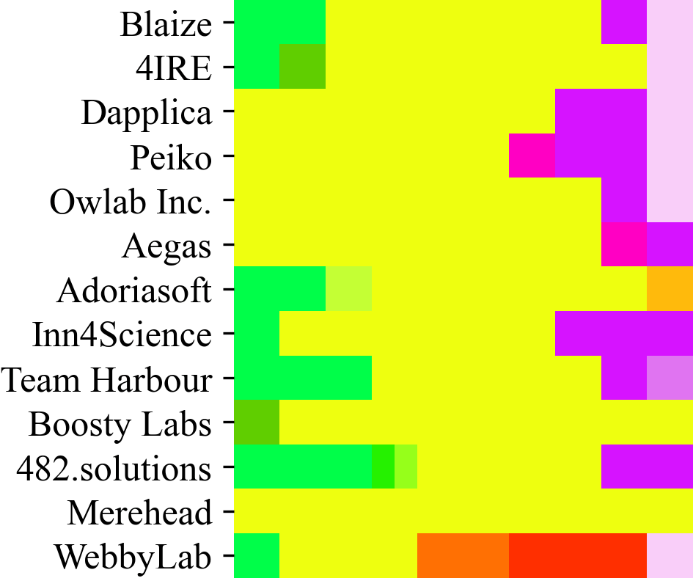 Blaize
4IRE
Dapplica
Peiko
Owlab Inc.
Aegas
Adoriasoft
Inn4Science
Team Harbour
Boosty Labs
482.solutions
Merehead
WebbyLab